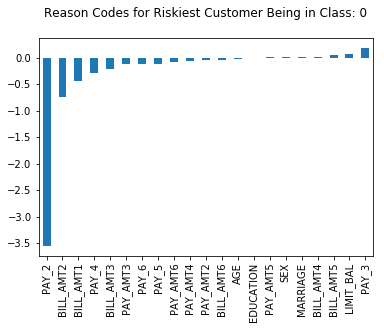 Reason Codes for Riskiest Customer Being in Class: 0
0.0
-0.5
-1.0
-1.5
-2.0
-2.5
-3.0
-3.5
PAY_2
BILL_AMT2
BILL_AMT1
PAY_4
BILL_AMT3
PAY_AMT3
PAY_6
PAY_5
PAY_AMT6
PAY_AMT4
PAY_AMT2
BILL_AMT6
AGE
EDUCATION
PAY_AMT5
SEX
MARRIAGE
BILL_AMT4
BILL_AMT5
LIMIT_BAL
PAY_3